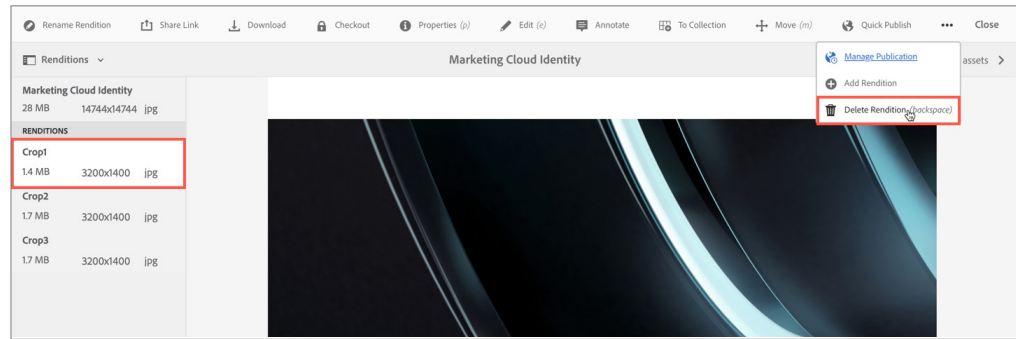 Rename Rendition Share Link Download Checkout Properties (p) Edit (e) Annotate To Collection Move (m) Quick Publish ••• Close
Renditions Marketing Cloud Identity assets
Manage Publication
Add Rendition
Delete Rendition (backspace)
Marketing Cloud Identity
28 MB 14744x14744 jpg
RENDITIONS
Crop1
1.4 MB 3200x1400 jpg
Crop2
1.7 MB 3200x1400 jpg
Crop3
1.7 MB 3200x1400 jpg